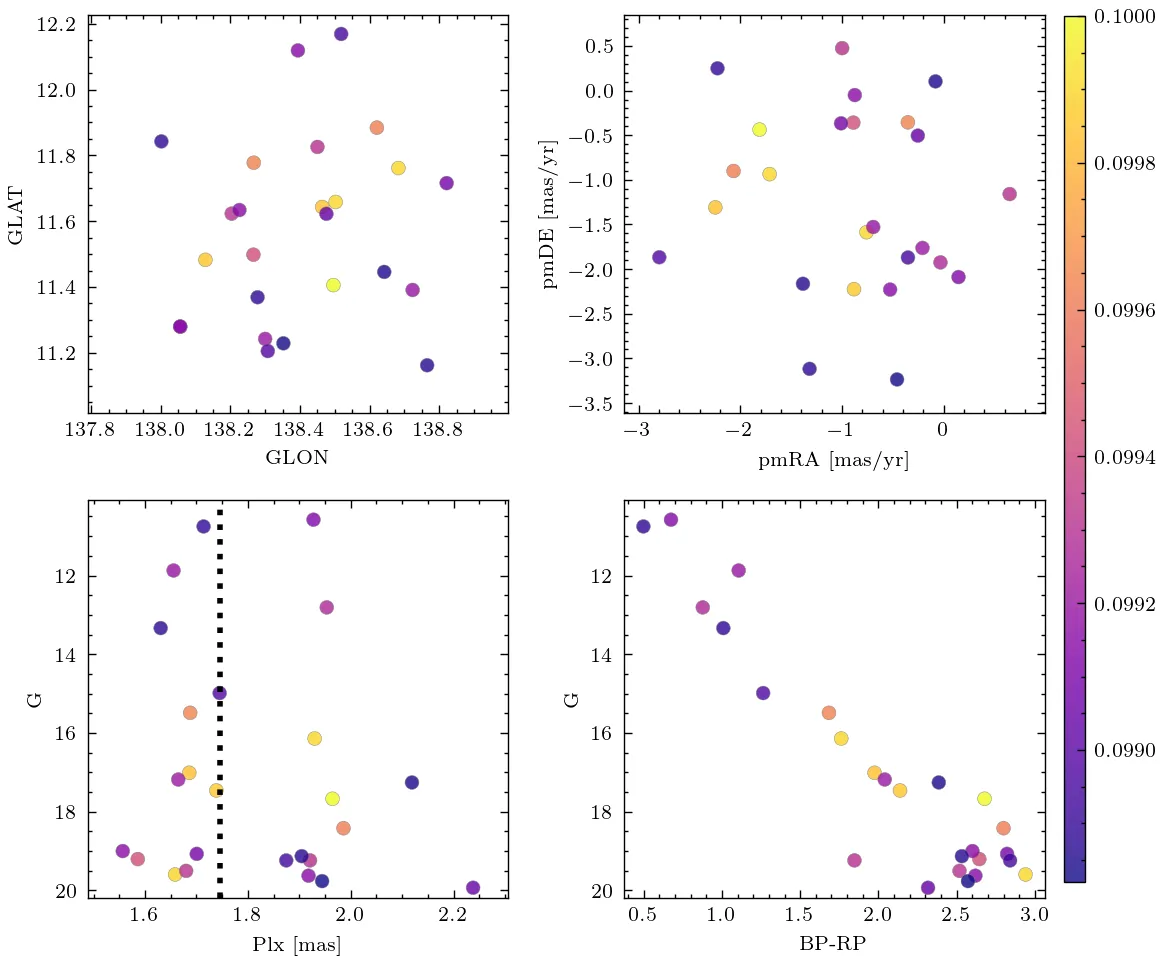 12.2
12.0
11.8
11.6
11.4
11.2
GLAT
137.8 138.0 138.2 138.4 138.6 138.8
GLON
0.5
0.0
−0.5
−1.0
−1.5
−2.0
−2.5
−3.0
−3.5
pmDE [mas/yr]
−3 −2 −1 0
pmRA [mas/yr]
0.1000
0.0998
0.0996
0.0994
0.0992
0.0990
12
14
16
18
20
G
1.6 1.8 2.0 2.2
Plx [mas]
12
14
16
18
20
G
0.5 1.0 1.5 2.0 2.5 3.0
BP-RP